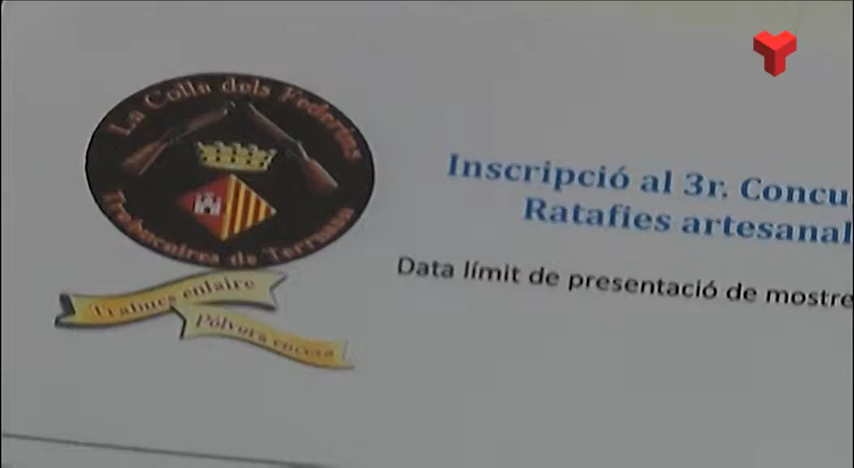 La Colla dels Federins
Trabucaires de Terrassa
Trabucs enlaire
Pólvora encesa
Inscripció al 3r. Concu
Ratafies artesanal
Data límit de presentació de mostre